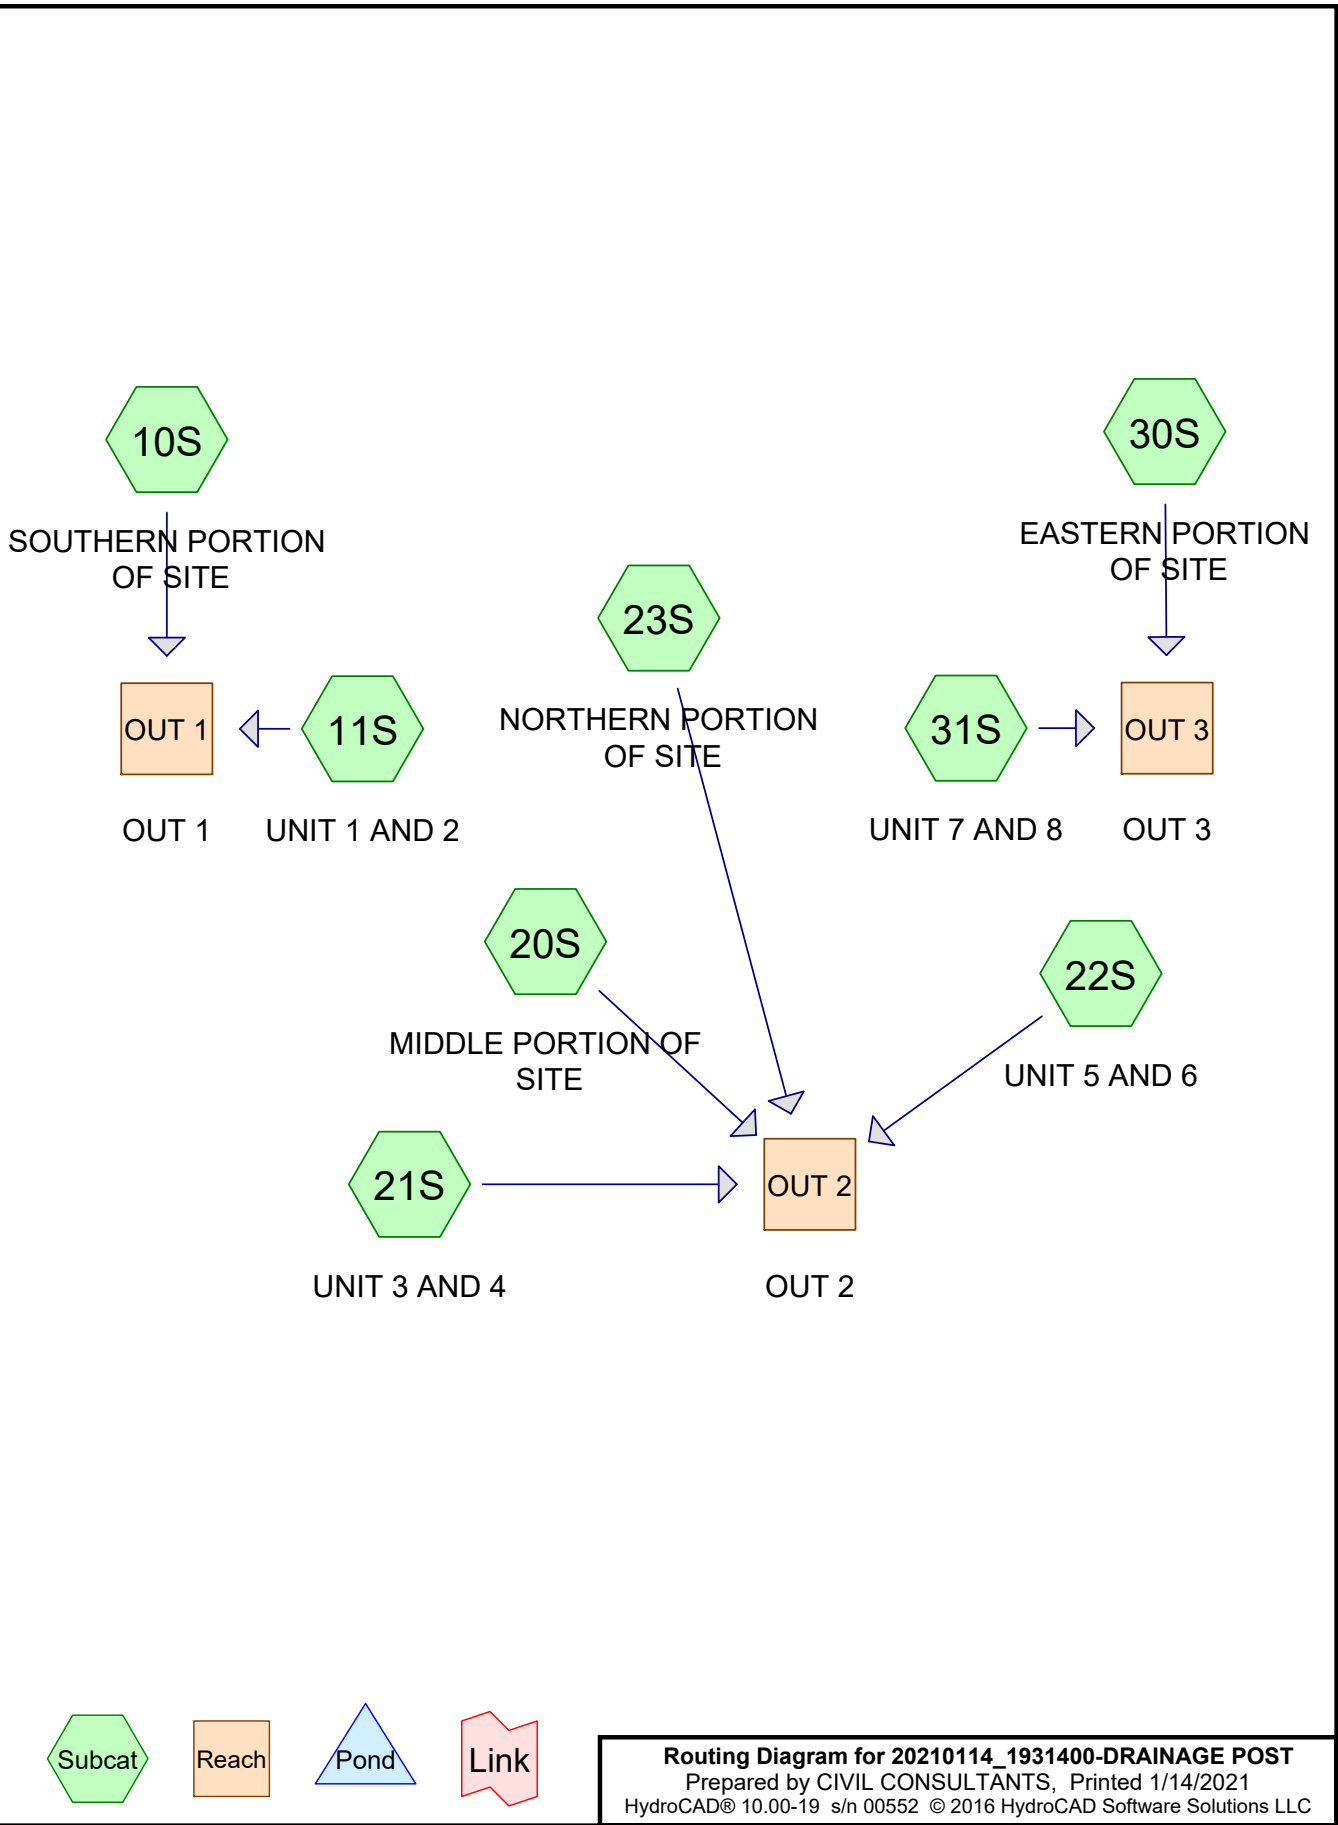 10S
SOUTHERN PORTION
OF SITE
30S
EASTERN PORTION
OF SITE
23S
NORTHERN PORTION
OF SITE
OUT 1
OUT 1
11S
UNIT 1 AND 2
31S
UNIT 7 AND 8
OUT 3
OUT 3
20S
MIDDLE PORTION OF
SITE
22S
UNIT 5 AND 6
21S
UNIT 3 AND 4
OUT 2
OUT 2
Subcat
Reach
Pond
Link
Routing Diagram for 20210114_1931400-DRAINAGE POST
Prepared by CIVIL CONSULTANTS, Printed 1/14/2021
HydroCAD® 10.00-19 s/n 00552 © 2016 HydroCAD Software Solutions LLC